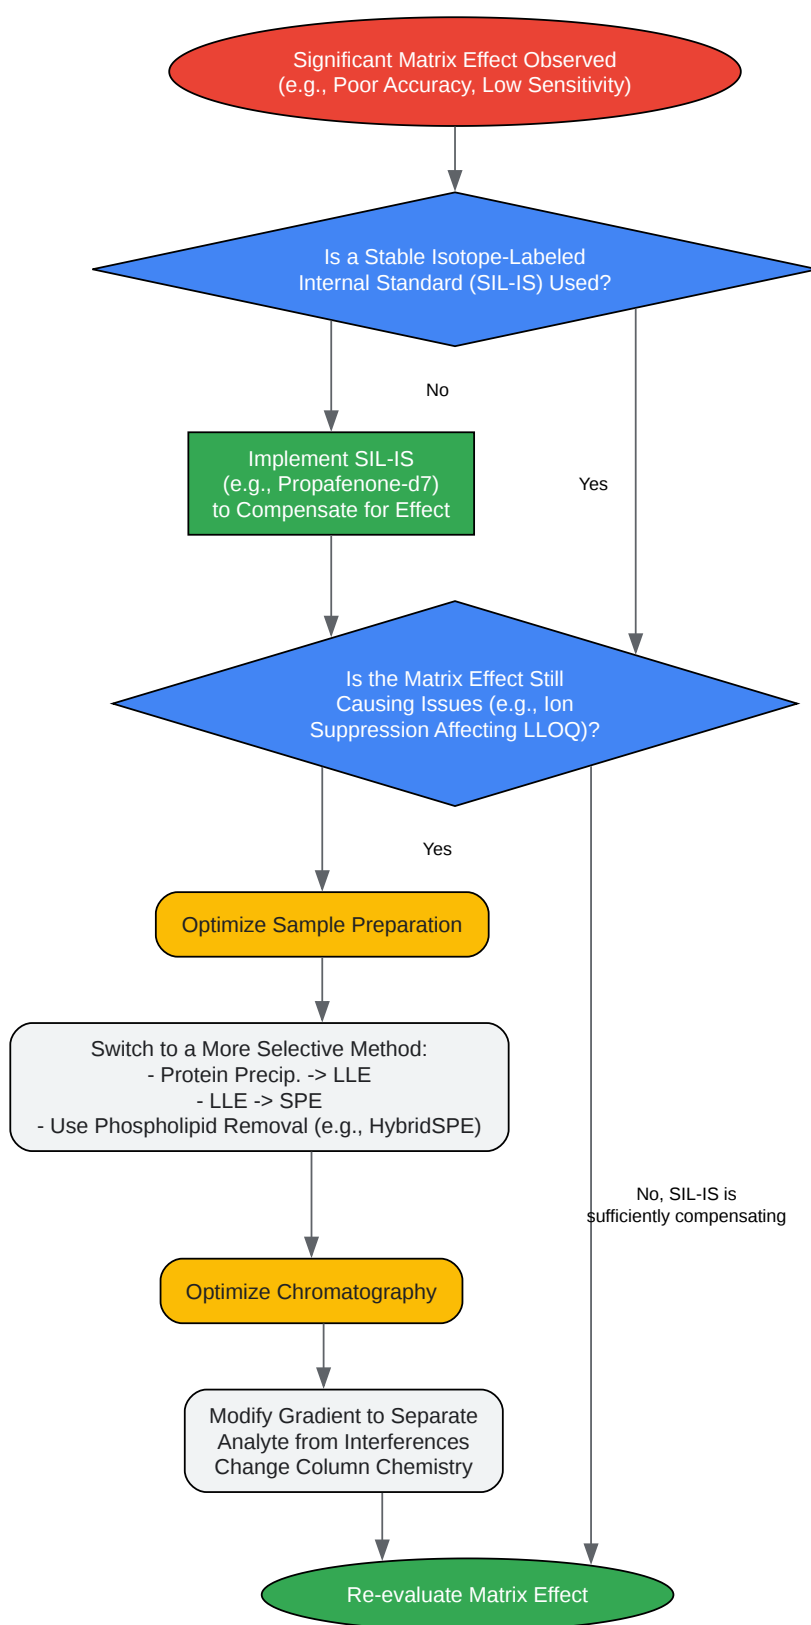 Significant Matrix Effect Observed
(e.g., Poor Accuracy, Low Sensitivity)
Is a Stable Isotope-Labeled
Internal Standard (SIL-IS) Used?
No
Implement SIL-IS
(e.g., Propafenone-d7)
to Compensate for Effect
Yes
Is the Matrix Effect Still
Causing Issues (e.g., Ion
Suppression Affecting LLOQ)?
Yes
Optimize Sample Preparation
Switch to a More Selective Method:
- Protein Precip. -> LLE
- LLE -> SPE
- Use Phospholipid Removal (e.g., HybridSPE)
No, SIL-IS is
sufficiently compensating
Optimize Chromatography
Modify Gradient to Separate
Analyte from Interferences
Change Column Chemistry
Re-evaluate Matrix Effect